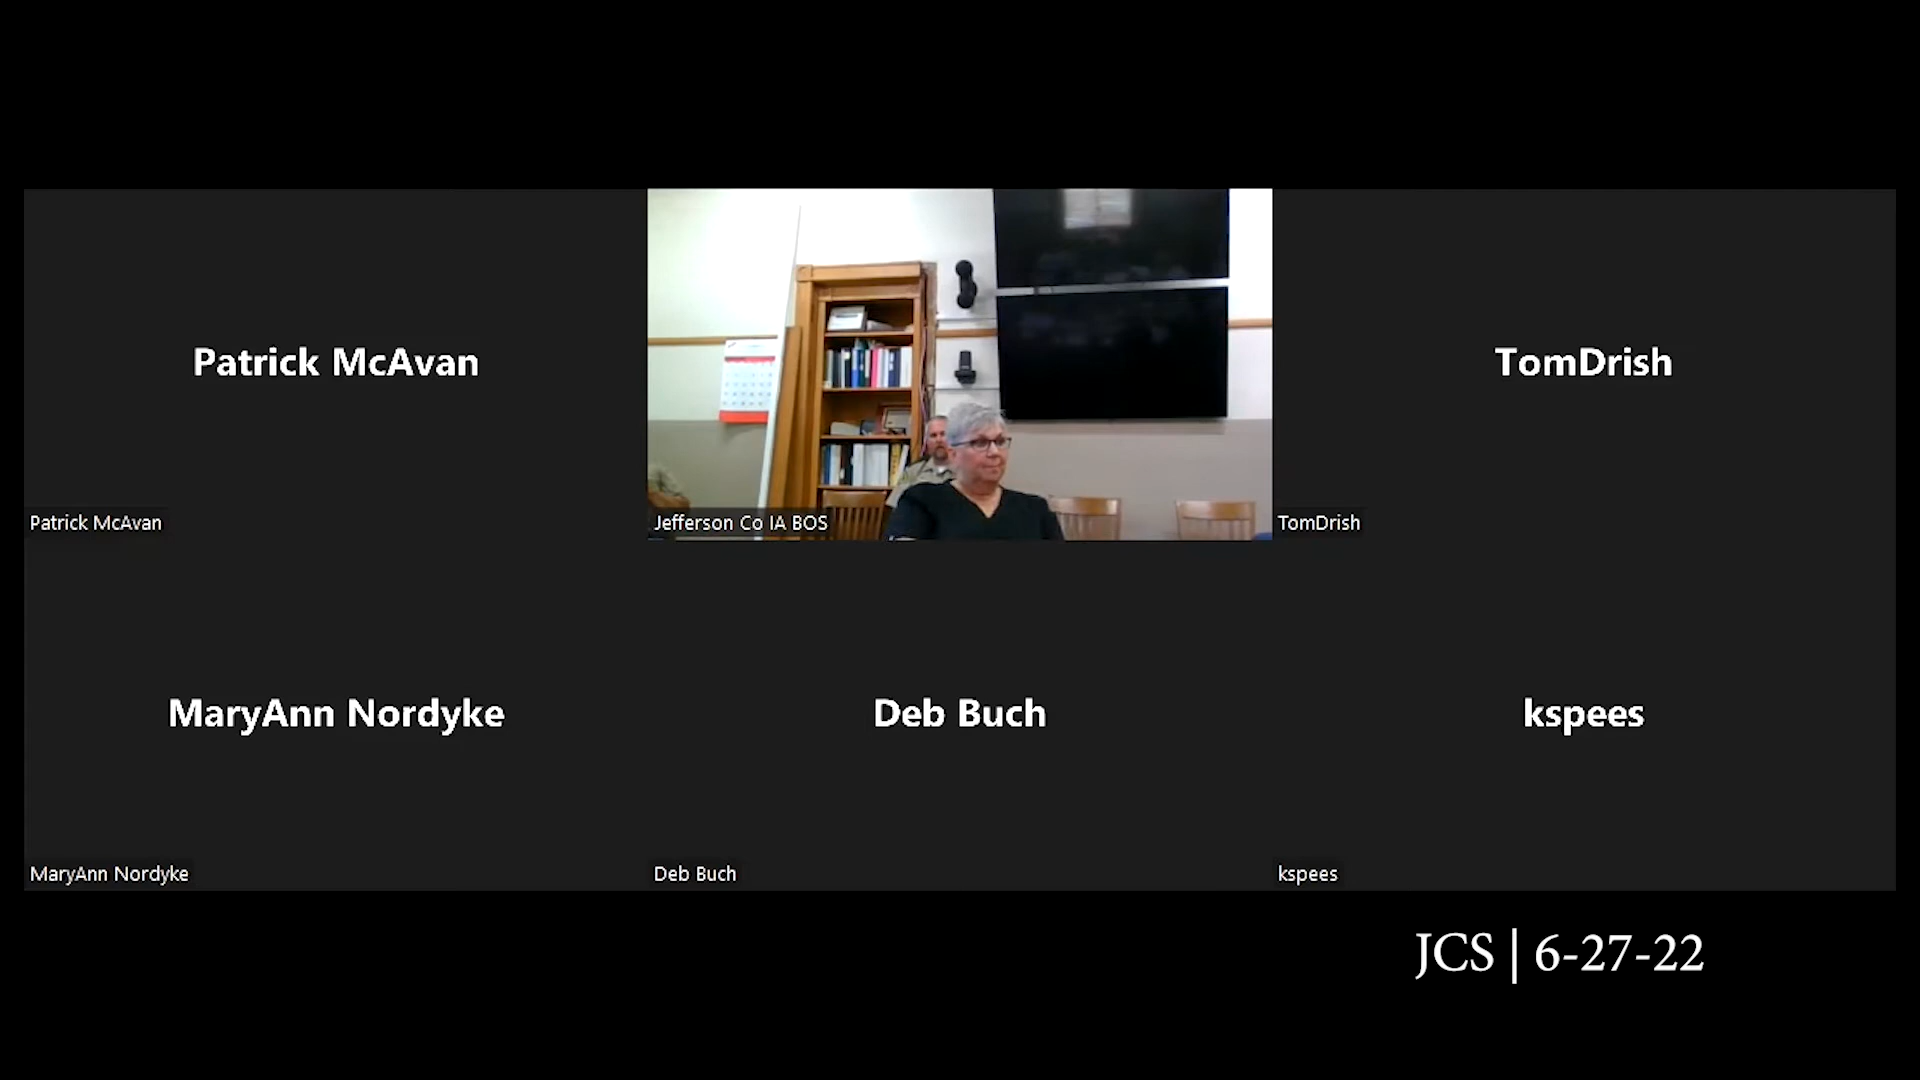 Patrick McAvan
TomDrish
Patrick McAvan
Jefferson Co IA BOS
TomDrish
MaryAnn Nordyke
Deb Buch
kspees
MaryAnn Nordyke
Deb Buch
kspees
JCS | 6-27-22